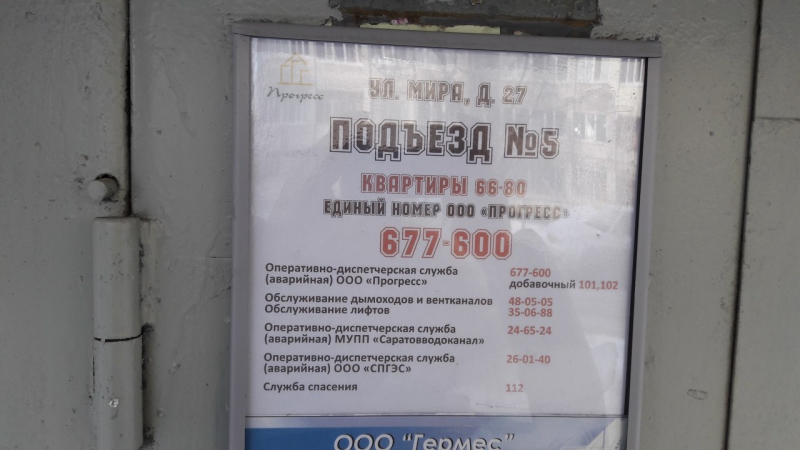 Прогресс
УЛ. МИРА, Д. 27
ПОДЪЕЗД №5
КВАРТИРЫ 66-80
ЕДИНЫЙ НОМЕР ООО «ПРОГРЕСС»
677-600
Оперативно-диспетчерская служба 677-600
(аварийная) ООО «Прогресс» добавочный 101,102
Обслуживание дымоходов и вентканалов 48-05-05
Обслуживание лифтов 35-06-88
Оперативно-диспетчерская служба 24-65-24
(аварийная) МУПП «Саратовводоканал»
Оперативно-диспетчерская служба 26-01-40
(аварийная) ООО «СПГЭС»
Служба спасения 112
ООО "Гермес"